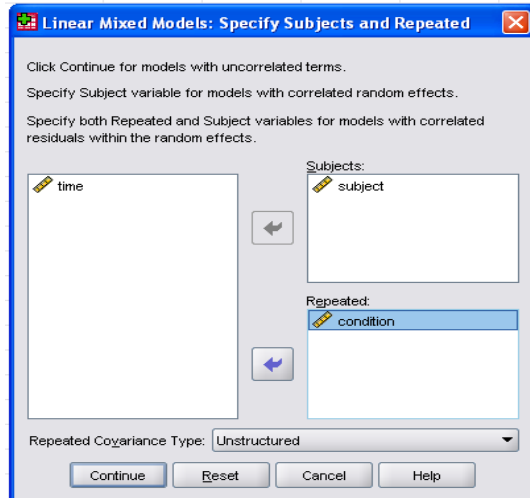 Linear Mixed Models: Specify Subjects and Repeated
Click Continue for models with uncorrelated terms.
Specify Subject variable for models with correlated random effects.
Specify both Repeated and Subject variables for models with correlated
residuals within the random effects.
Subjects:
time
subject
Repeated:
condition
Repeated Covariance Type: Unstructured
Continue Reset Cancel Help